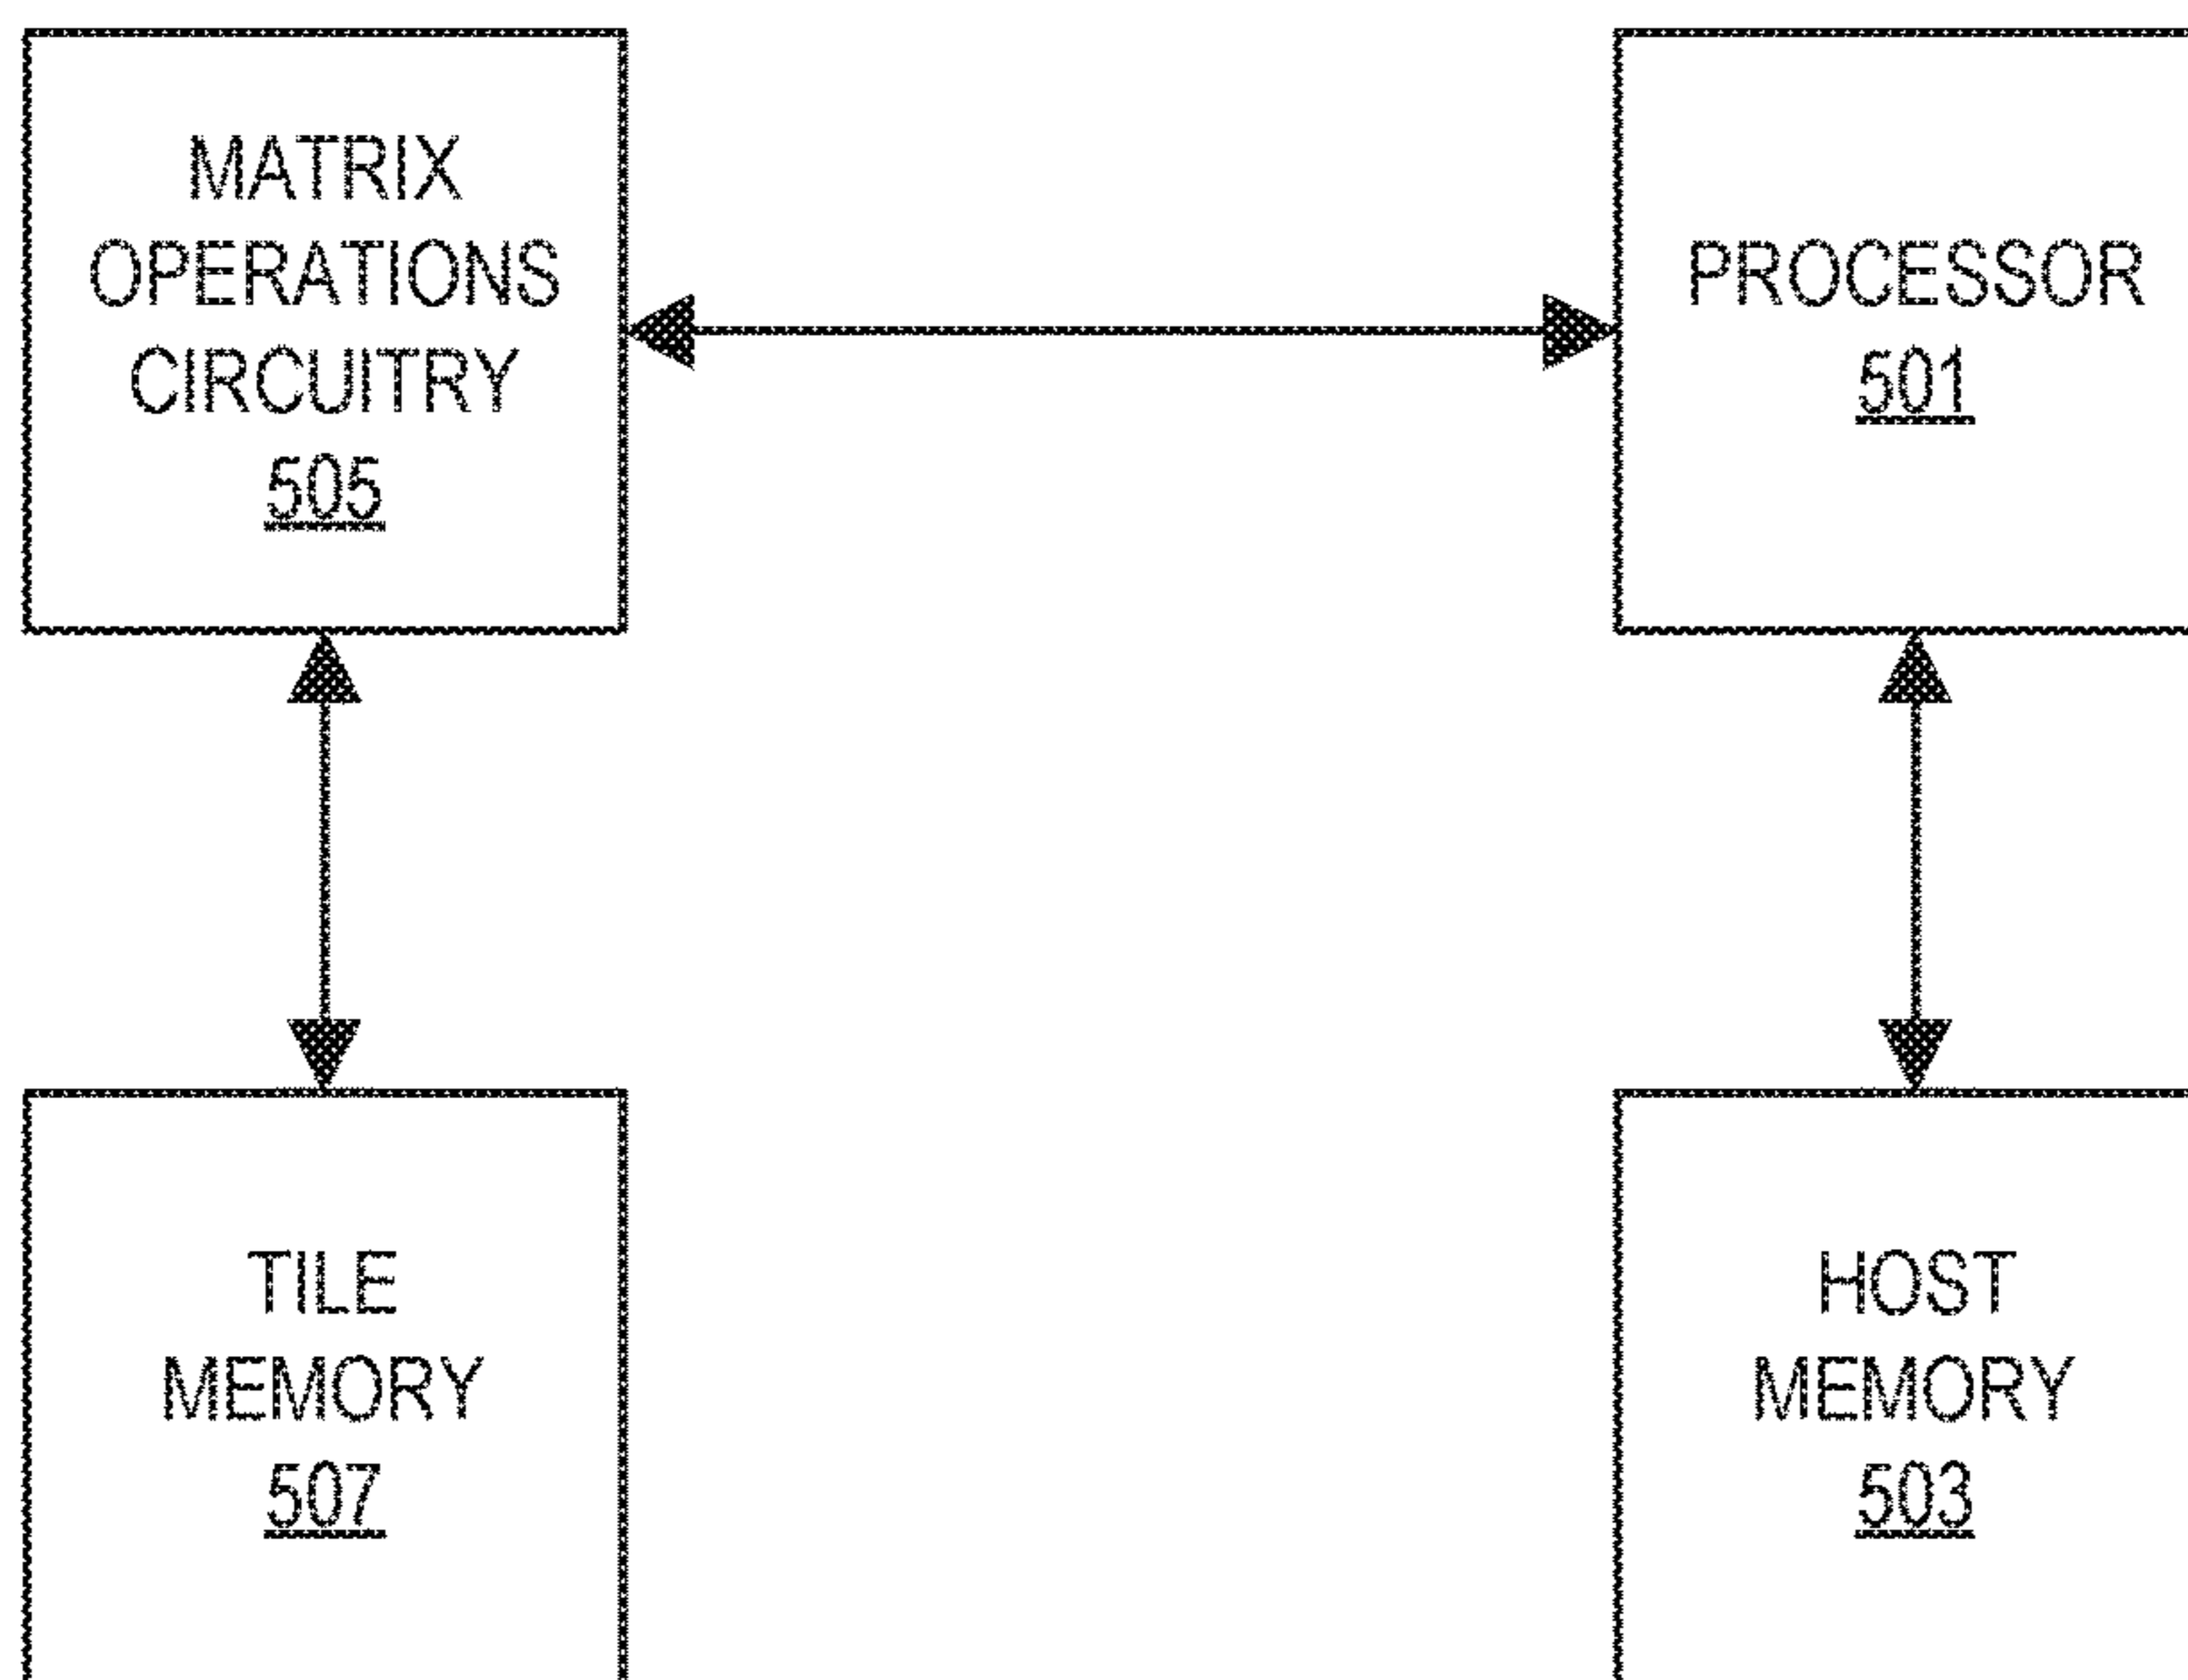 MATRIX
OPERATIONS
CIRCUITRY
505
PROCESSOR
501
TILE
MEMORY
507
HOST
MEMORY
503